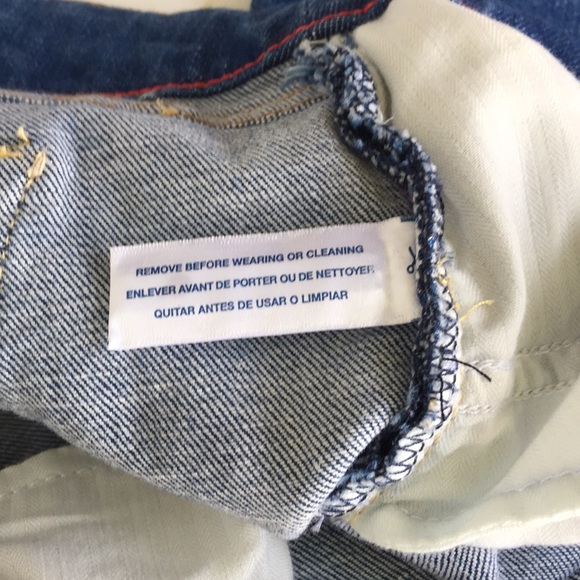 REMOVE BEFORE WEARING OR CLEANING
ENLEVER AVANT DE PORTER OU DE NETTOYER
QUITAR ANTES DE USAR O LIMPIAR